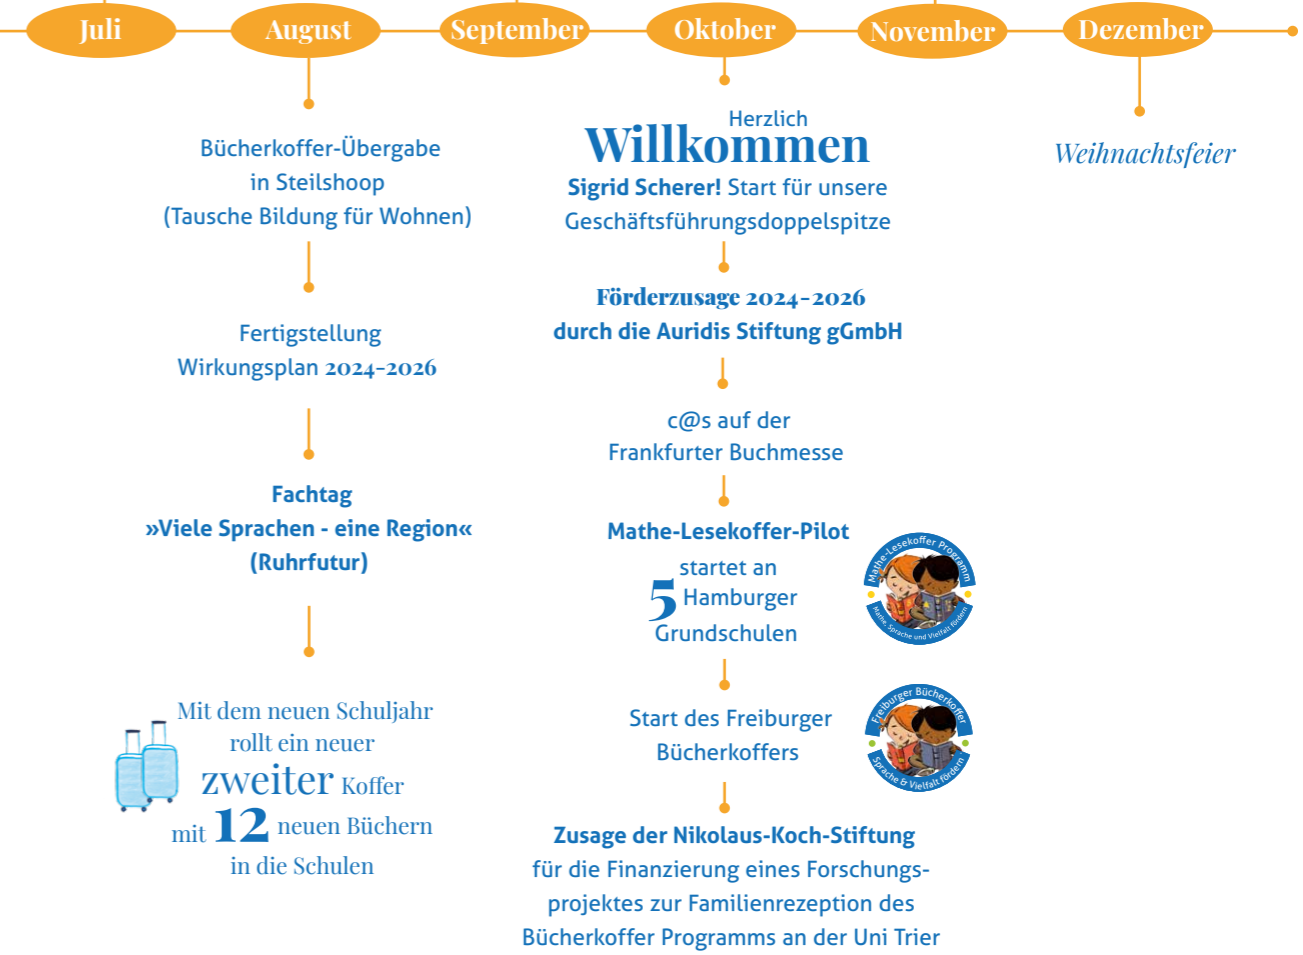 Juli
August
September
Oktober
November
Dezember
Bücherkoffer-Übergabe
in Steilshoop
(Tausche Bildung für Wohnen)
Fertigstellung
Wirkungsplan 2024-2026
Fachtag
»Viele Sprachen - eine Region«
(Ruhrfutur)
Mit dem neuen Schuljahr
rollt ein neuer
zweiter Koffer
mit 12 neuen Büchern
in die Schulen
Herzlich
Willkommen
Sigrid Scherer! Start für unsere
Geschäftsführungsdoppelspitze
Förderzusage 2024-2026
durch die Auridis Stiftung gGmbH
c@s auf der
Frankfurter Buchmesse
Mathe-Lesekoffer-Pilot
startet an
5 Hamburger
Grundschulen
Mathe-Lesekoffer Programm
Mathe, Sprache und Vielfalt fördern
Start des Freiburger
Bücherkoffers
Freiburger Bücherkoffer
Sprache & Vielfalt fördern
Zusage der Nikolaus-Koch-Stiftung
für die Finanzierung eines Forschungs-
projektes zur Familienrezeption des
Bücherkoffer Programms an der Uni Trier
Weihnachtsfeier